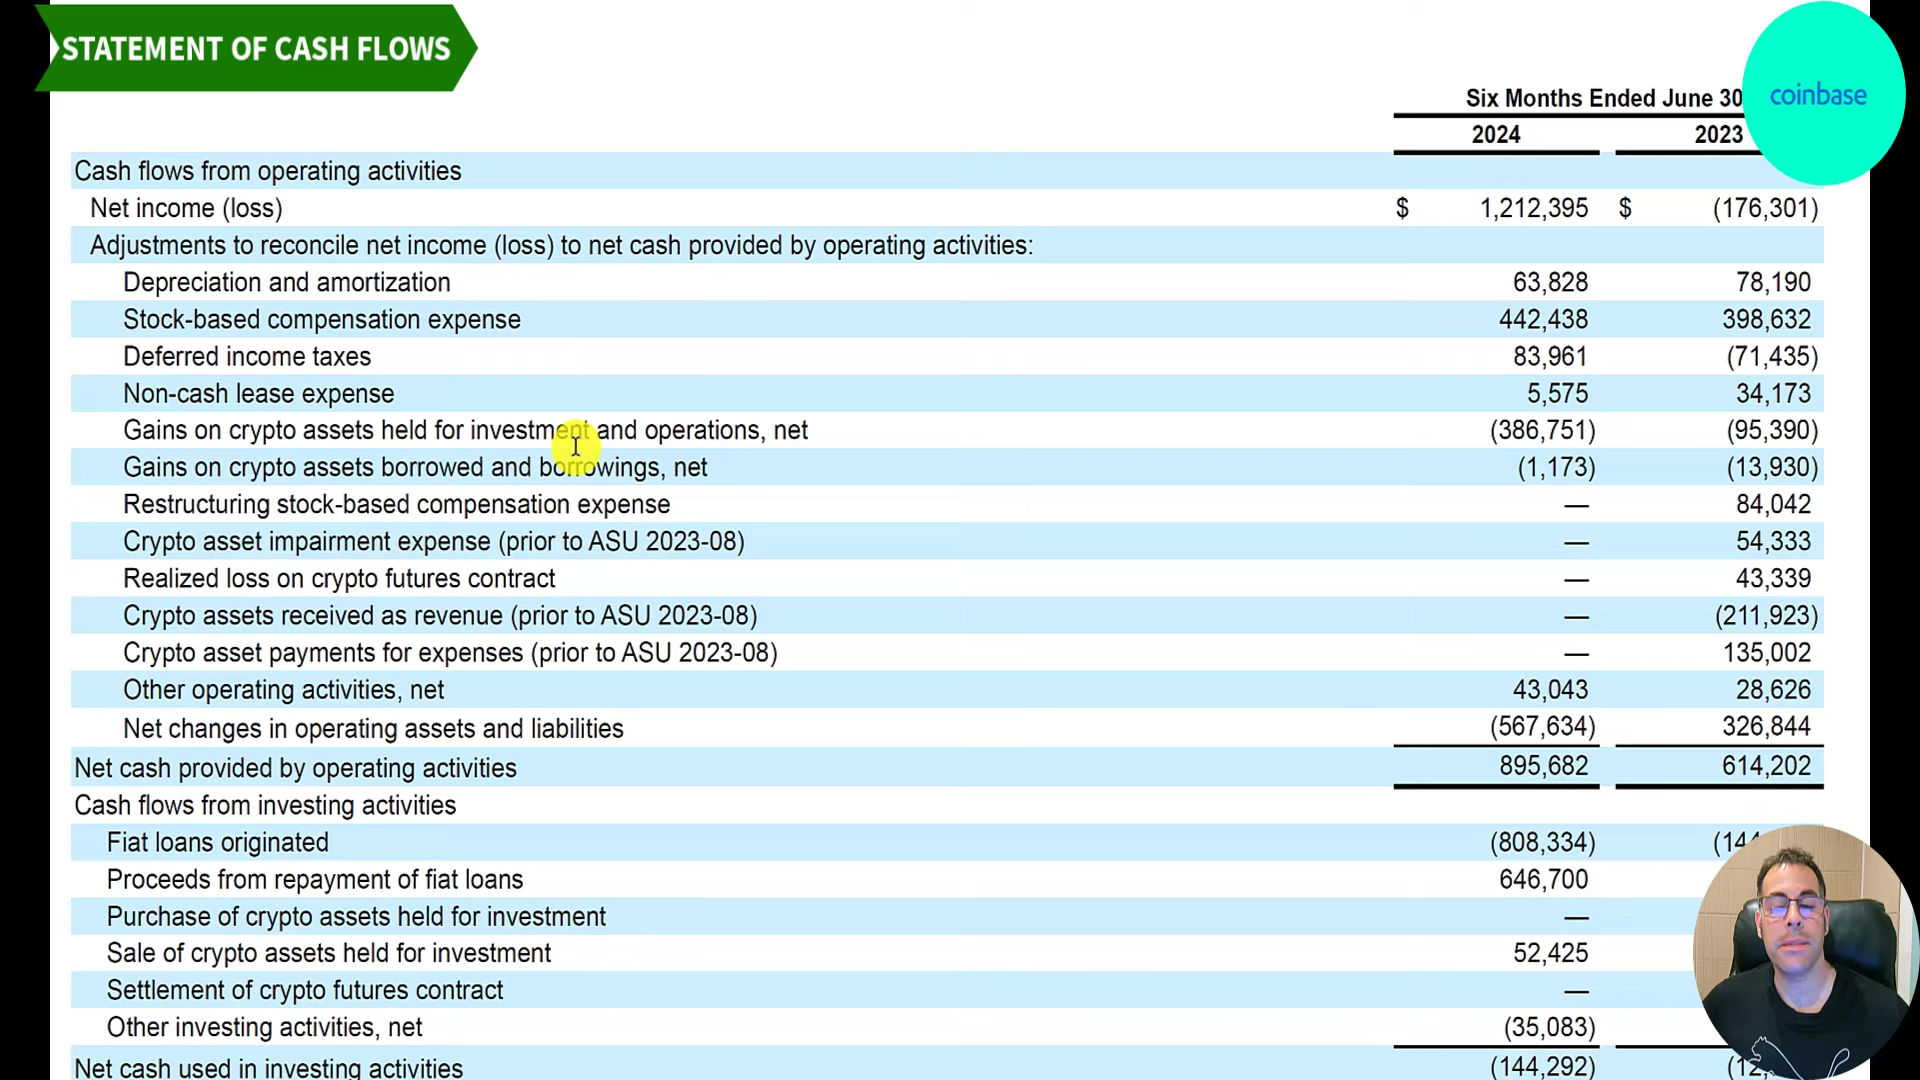 STATEMENT OF CASH FLOWS
coinbase
Six Months Ended June 30
2024 2023
Cash flows from operating activities
Net income (loss) $ 1,212,395 $ (176,301)
Adjustments to reconcile net income (loss) to net cash provided by operating activities:
Depreciation and amortization 63,828 78,190
Stock-based compensation expense 442,438 398,632
Deferred income taxes 83,961 (71,435)
Non-cash lease expense 5,575 34,173
Gains on crypto assets held for investment and operations, net (386,751) (95,390)
Gains on crypto assets borrowed and borrowings, net (1,173) (13,930)
Restructuring stock-based compensation expense — 84,042
Crypto asset impairment expense (prior to ASU 2023-08) — 54,333
Realized loss on crypto futures contract — 43,339
Crypto assets received as revenue (prior to ASU 2023-08) — (211,923)
Crypto asset payments for expenses (prior to ASU 2023-08) — 135,002
Other operating activities, net 43,043 28,626
Net changes in operating assets and liabilities (567,634) 326,844
Net cash provided by operating activities 895,682 614,202
Cash flows from investing activities
Fiat loans originated (808,334)
Proceeds from repayment of fiat loans 646,700
Purchase of crypto assets held for investment —
Sale of crypto assets held for investment 52,425
Settlement of crypto futures contract —
Other investing activities, net (35,083)
Net cash used in investing activities (144,292)